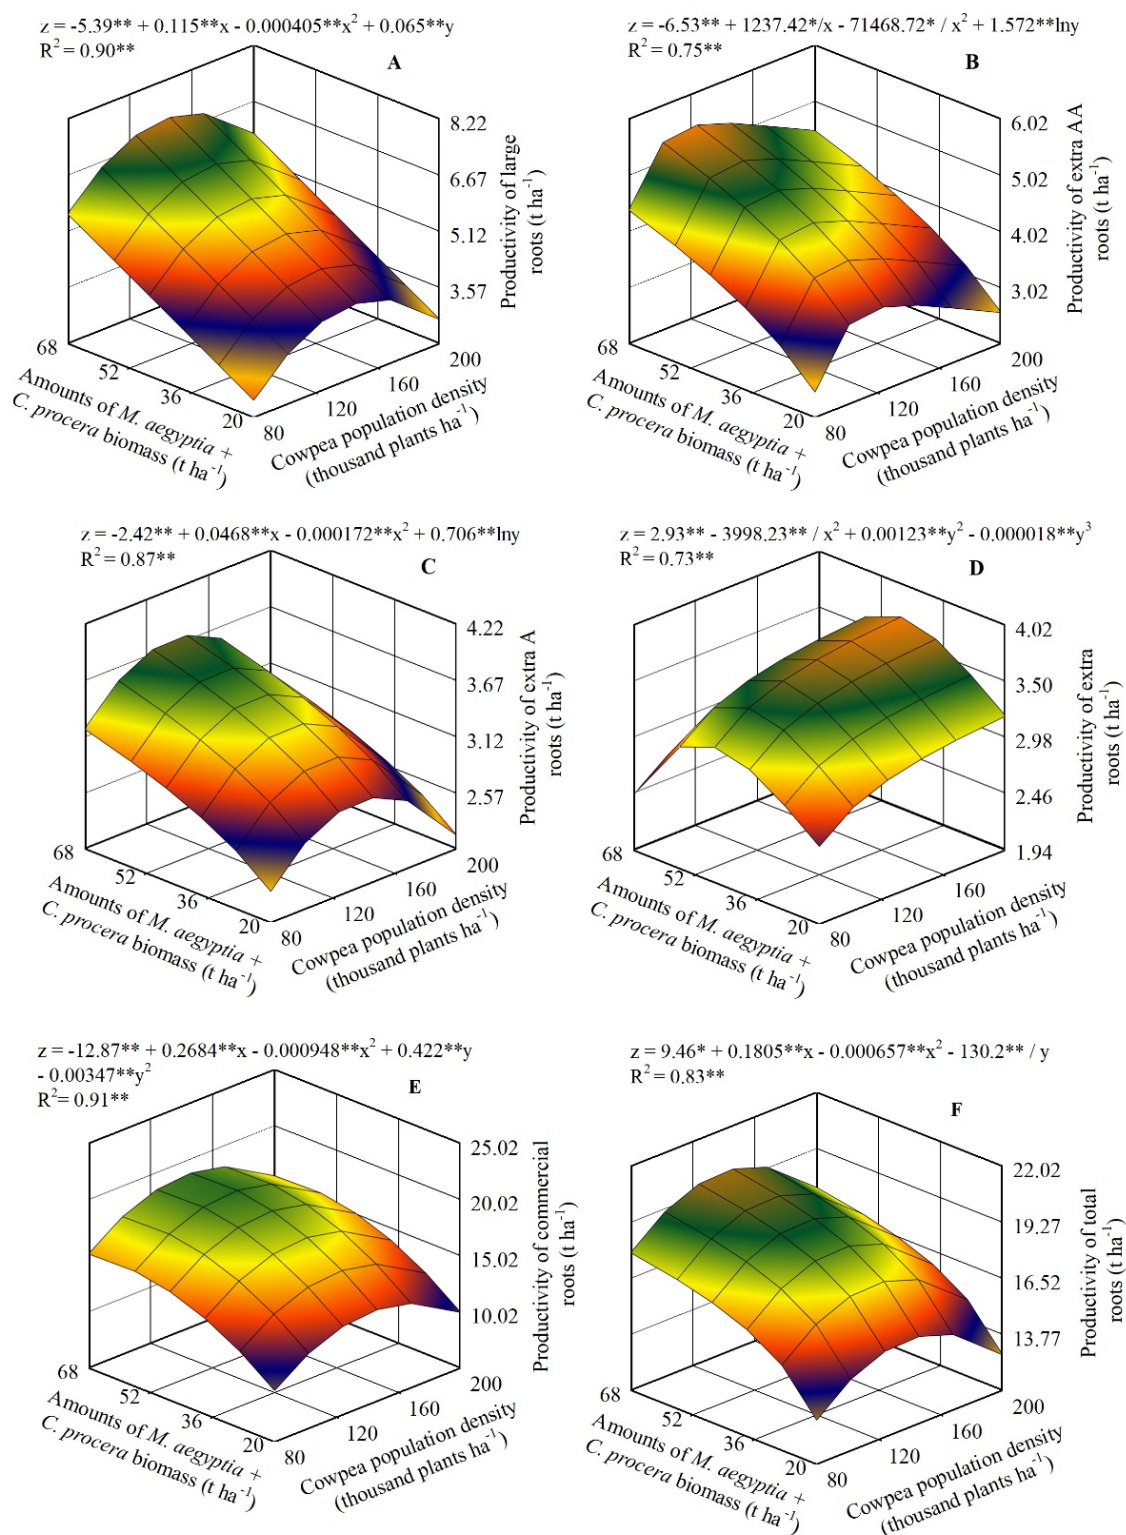 z = -5.39** + 0.115**x - 0.000405**x² + 0.065**y
R² = 0.90**
A
8.22
6.67
5.12
3.57
Productivity of large
roots (t ha⁻¹)
68
52
36
20
80
120
160
200
Amounts of M. aegyptia +
C. procera biomass (t ha⁻¹)
Cowpea population density
(thousand plants ha⁻¹)
z = -6.53** + 1237.42*/x - 71468.72* / x² + 1.572**lny
R² = 0.75**
B
6.02
5.02
4.02
3.02
Productivity of extra AA
roots (t ha⁻¹)
68
52
36
20
80
120
160
200
Amounts of M. aegyptia +
C. procera biomass (t ha⁻¹)
Cowpea population density
(thousand plants ha⁻¹)
z = -2.42** + 0.0468**x - 0.000172**x² + 0.706**lny
R² = 0.87**
C
4.22
3.67
3.12
2.57
Productivity of extra A
roots (t ha⁻¹)
68
52
36
20
80
120
160
200
Amounts of M. aegyptia +
C. procera biomass (t ha⁻¹)
Cowpea population density
(thousand plants ha⁻¹)
z = 2.93** - 3998.23** / x² + 0.00123**y² - 0.000018**y³
R² = 0.73**
D
4.02
3.50
2.98
2.46
1.94
Productivity of extra
roots (t ha⁻¹)
68
52
36
20
80
120
160
200
Amounts of M. aegyptia +
C. procera biomass (t ha⁻¹)
Cowpea population density
(thousand plants ha⁻¹)
z = -12.87** + 0.2684**x - 0.000948**x² + 0.422**y
- 0.00347**y²
R²= 0.91**
E
25.02
20.02
15.02
10.02
Productivity of commercial
roots (t ha⁻¹)
68
52
36
20
80
120
160
200
Amounts of M. aegyptia +
C. procera biomass (t ha⁻¹)
Cowpea population density
(thousand plants ha⁻¹)
z = 9.46* + 0.1805**x - 0.000657**x² - 130.2** / y
R² = 0.83**
F
22.02
19.27
16.52
13.77
Productivity of total
roots (t ha⁻¹)
68
52
36
20
80
120
160
200
Amounts of M. aegyptia +
C. procera biomass (t ha⁻¹)
Cowpea population density
(thousand plants ha⁻¹)